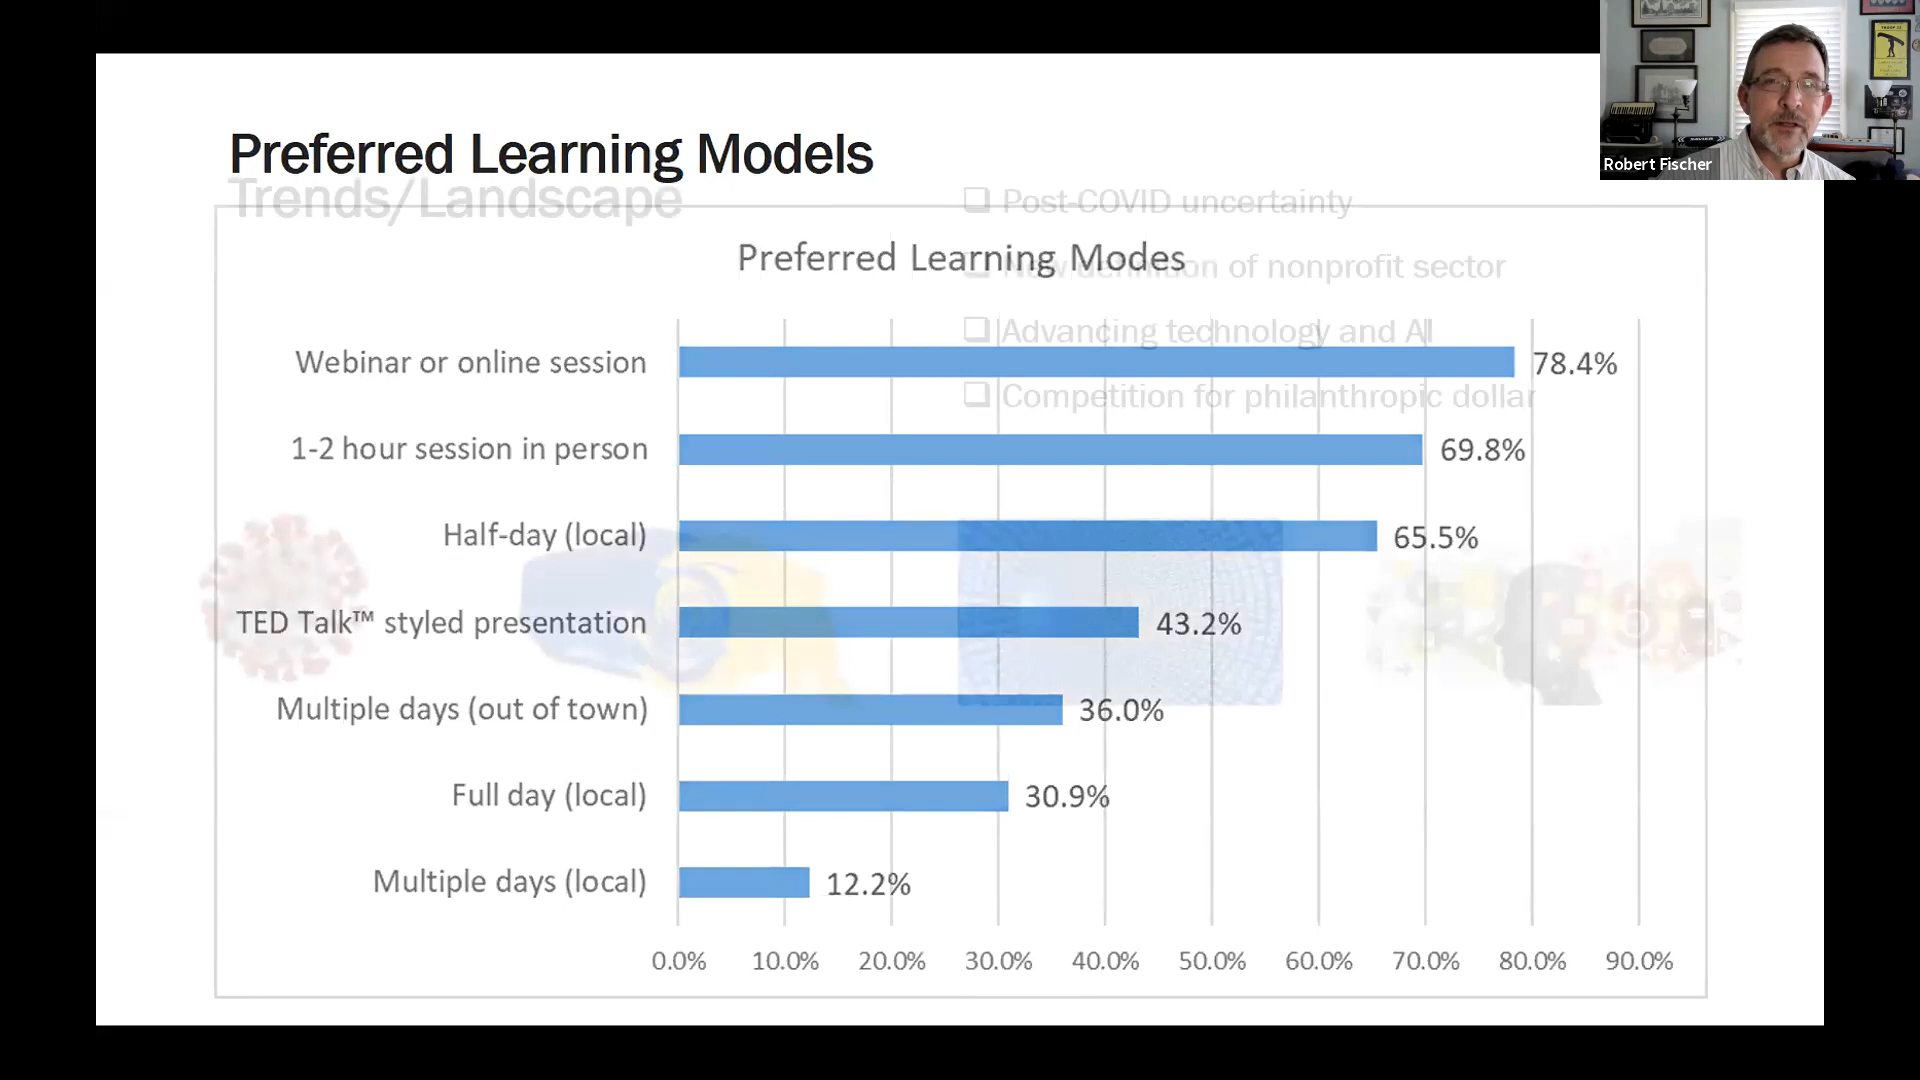 Robert Fischer
Preferred Learning Models
Trends/Landscape
Post-COVID uncertainty
New definition of nonprofit sector
Advancing technology and AI
Competition for philanthropic dollar
Preferred Learning Modes
Webinar or online session 78.4%
1-2 hour session in person 69.8%
Half-day (local) 65.5%
TED Talk™ styled presentation 43.2%
Multiple days (out of town) 36.0%
Full day (local) 30.9%
Multiple days (local) 12.2%
0.0% 10.0% 20.0% 30.0% 40.0% 50.0% 60.0% 70.0% 80.0% 90.0%